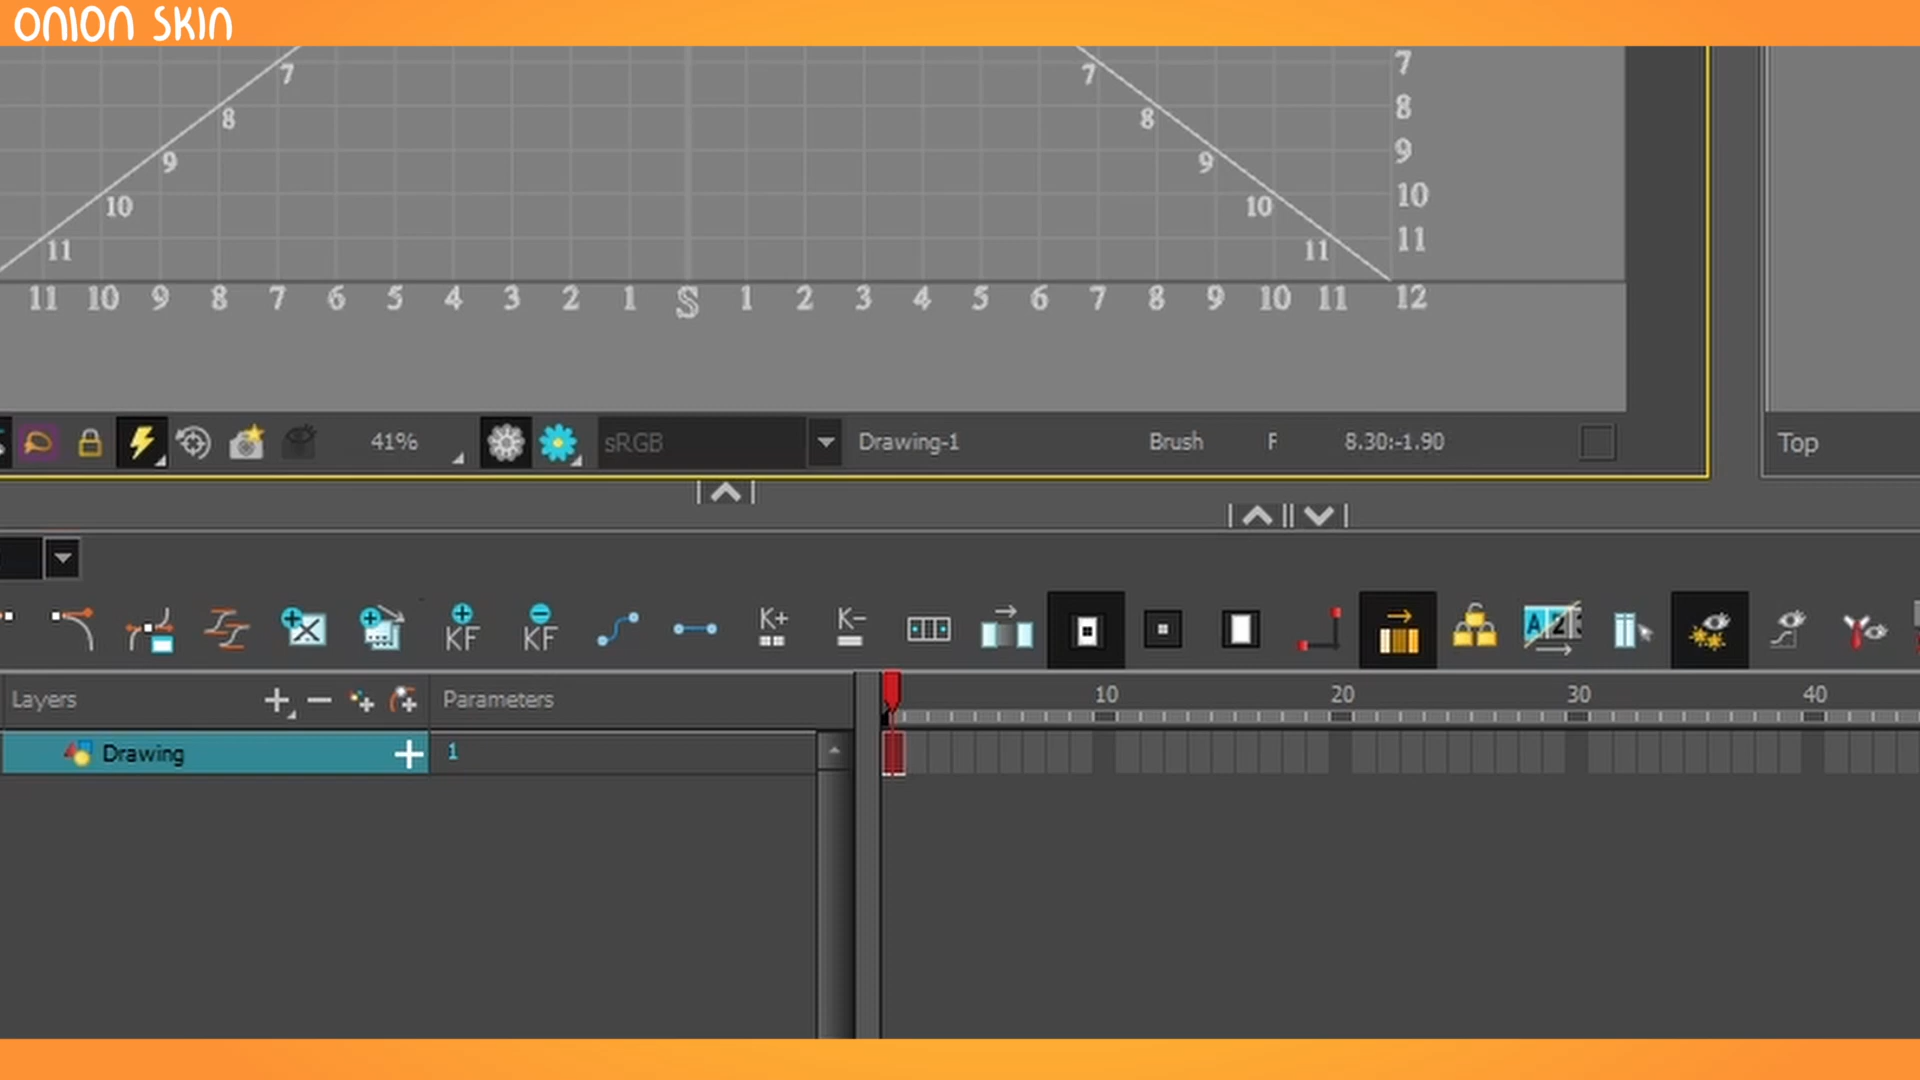 ONION SKIN
7 7 7
8 8 8
9 9 9
10 10 10
11 11 11
11 10 9 8 7 6 5 4 3 2 1 S 1 2 3 4 5 6 7 8 9 10 11 12
41% sRGB Drawing-1 Brush F 8.30:-1.90
Top
KF KF K+ K-
Layers Parameters 10 20 30 40
Drawing 1